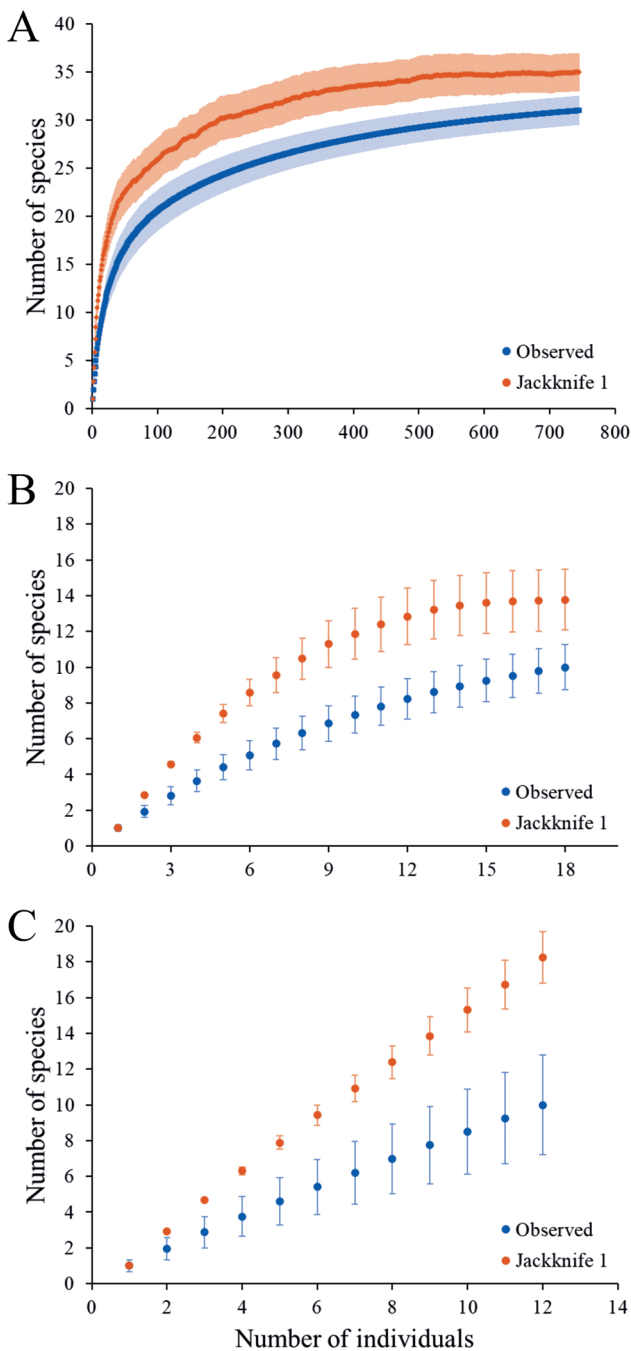 A
Number of species
40
35
30
25
20
15
10
5
0
Observed
Jackknife 1
0 100 200 300 400 500 600 700 800
B
Number of species
20
18
16
14
12
10
8
6
4
2
0
Observed
Jackknife 1
0 3 6 9 12 15 18
C
Number of species
20
18
16
14
12
10
8
6
4
2
0
Observed
Jackknife 1
0 2 4 6 8 10 12 14
Number of individuals